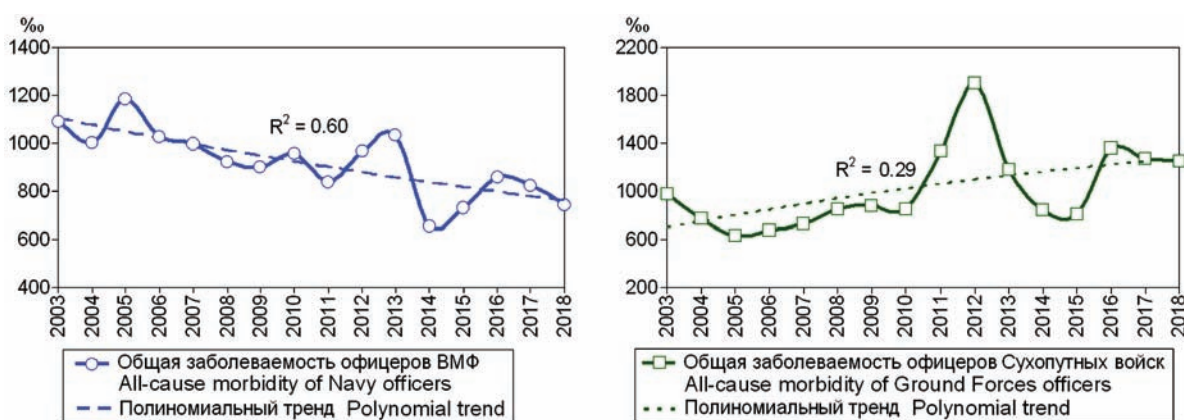 ‰
1400
1200
1000
800
600
400
R² = 0.60
2003 2004 2005 2006 2007 2008 2009 2010 2011 2012 2013 2014 2015 2016 2017 2018
Общая заболеваемость офицеров ВМФ
All-cause morbidity of Navy officers
Полиномиальный тренд Polynomial trend
‰
2200
1800
1400
1000
600
200
R² = 0.29
2003 2004 2005 2006 2007 2008 2009 2010 2011 2012 2013 2014 2015 2016 2017 2018
Общая заболеваемость офицеров Сухопутных войск
All-cause morbidity of Ground Forces officers
Полиномиальный тренд Polynomial trend